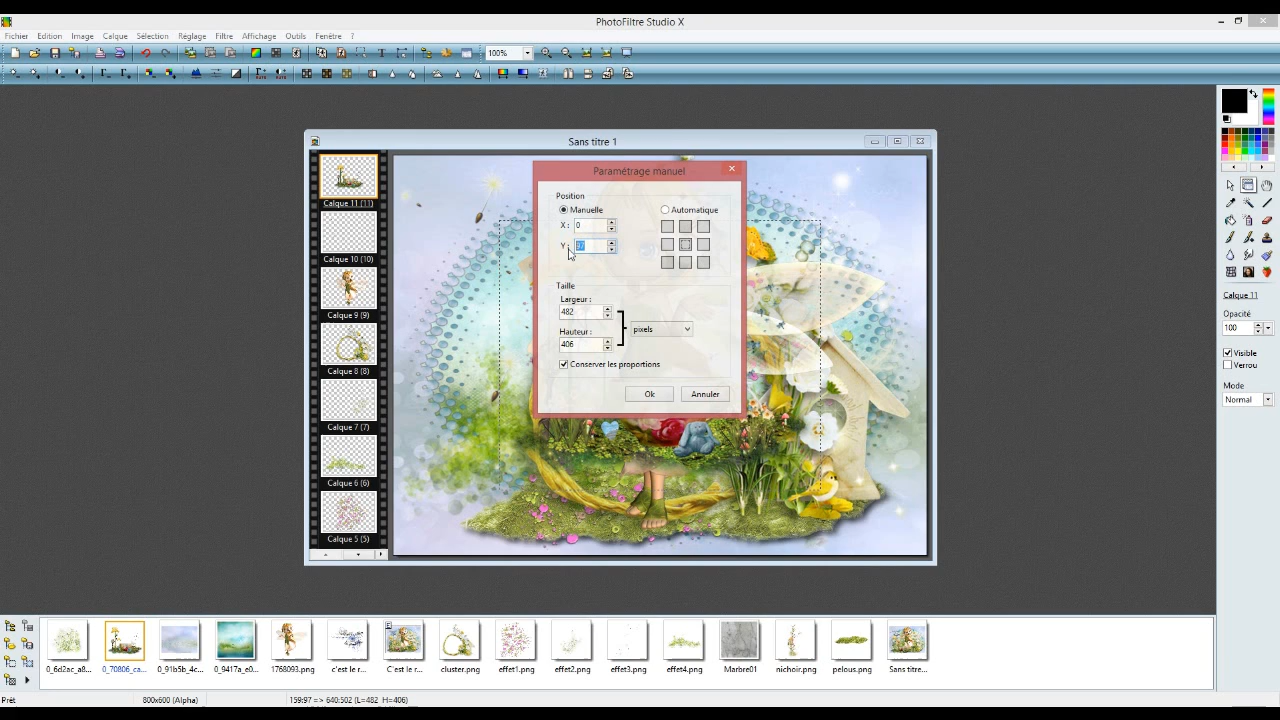 PhotoFiltre Studio X
Fichier Edition Image Calque Sélection Réglage Filtre Affichage Outils Fenêtre ?
100%
Sans titre 1
Calque 11 (11)
Calque 10 (10)
Calque 9 (9)
Calque 8 (8)
Calque 7 (7)
Calque 6 (6)
Calque 5 (5)
Paramétrage manuel
Position
Manuelle Automatique
X : 0
Y : 97
Taille
Largeur :
482
pixels
Hauteur :
406
Conserver les proportions
Ok Annuler
Calque 11
Opacité
100
Visible
Verrou
Mode
Normal
0_6d2ac_a8... 0_70806_ca... 0_91b5b_4c... 0_9417a_e0... 1768093.png c'est le r... C'est le r... cluster.png effet1.png effet2.png effet3.png effet4.png Marbre01 nichoir.png pelous.png Sans titre...
Prêt 800x600 (Alpha) 159:97 => 640:502 (L=482 H=406)